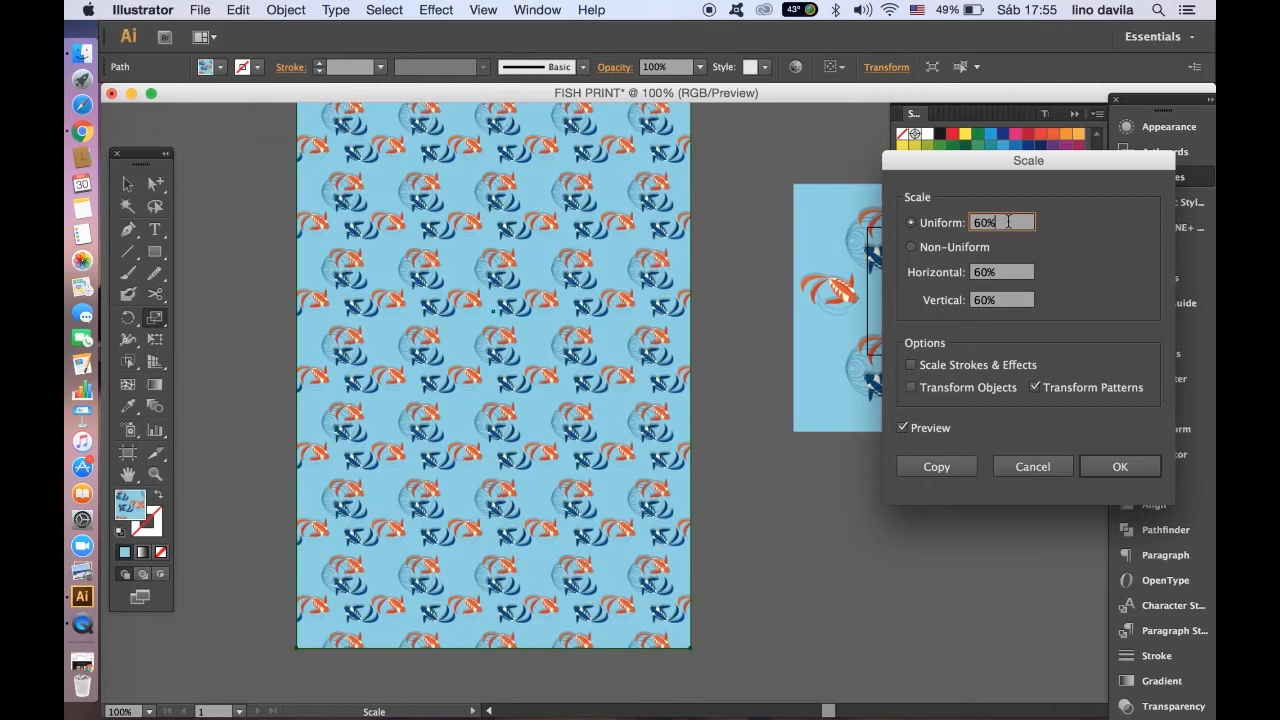 Illustrator File Edit Object Type Select Effect View Window Help 43° 49% Sáb 17:55 lino davila
Ai Br Essentials
Path Stroke: Basic Opacity: 100% Style: Transform
FISH PRINT* @ 100% (RGB/Preview)
S... T
Appearance
Scale
Scale
Uniform: 60%
Non-Uniform
Horizontal: 60%
Vertical: 60%
Options
Scale Strokes & Effects
Transform Objects Transform Patterns
Preview
Copy Cancel OK
Pathfinder
Paragraph
OpenType
Character St...
Paragraph St...
Stroke
Gradient
Transparency
100% 1 Scale